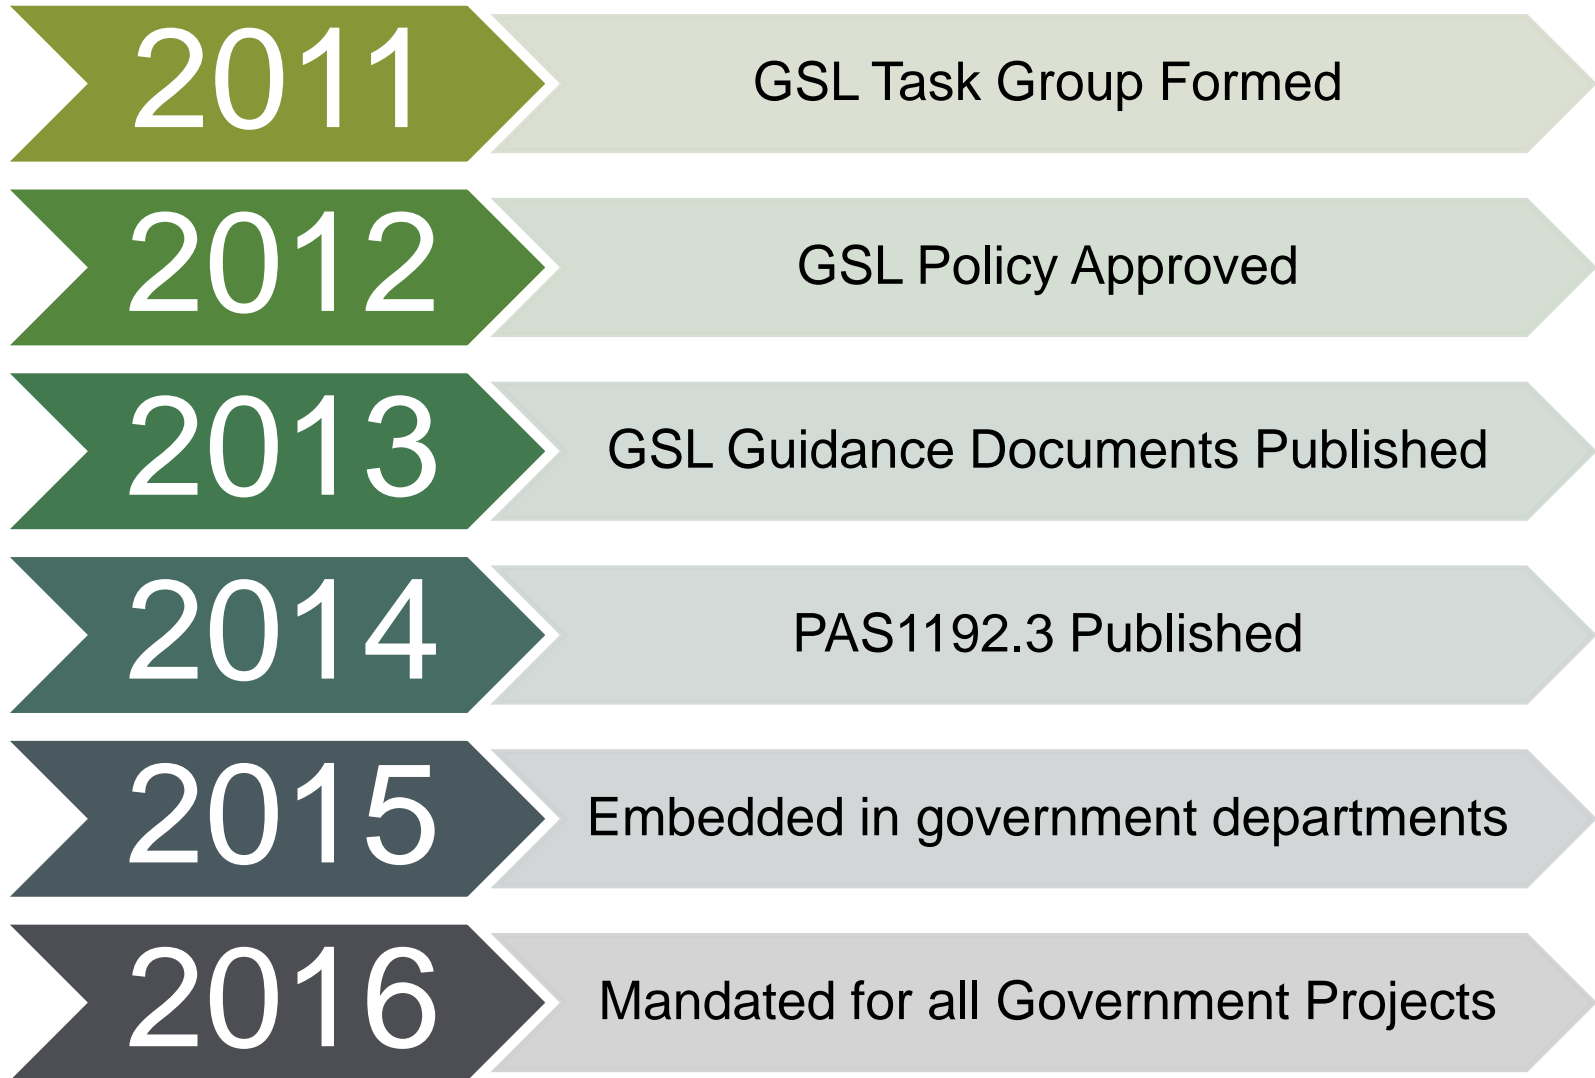 2011
GSL Task Group Formed
2012
GSL Policy Approved
2013
GSL Guidance Documents Published
2014
PAS1192.3 Published
2015
Embedded in government departments
2016
Mandated for all Government Projects